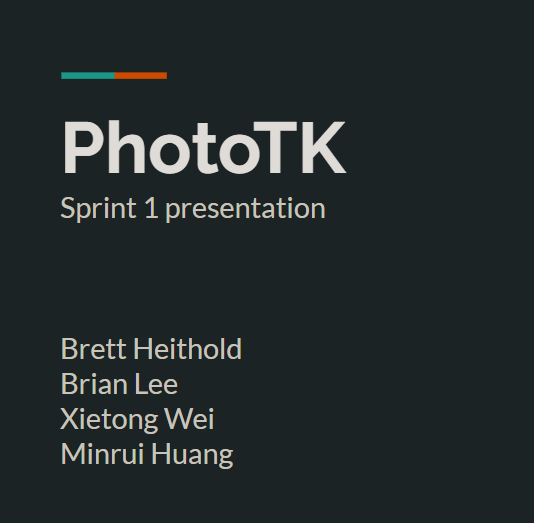 PhotoTK
Sprint 1 presentation
Brett Heithold
Brian Lee
Xietong Wei
Minrui Huang